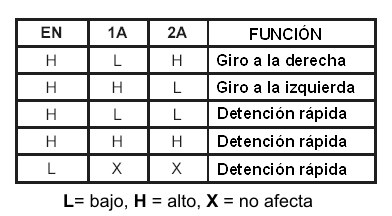 EN 1A 2A FUNCIÓN
H L H Giro a la derecha
H H L Giro a la izquierda
H L L Detención rápida
H H H Detención rápida
L X X Detención rápida
L= bajo, H = alto, X = no afecta